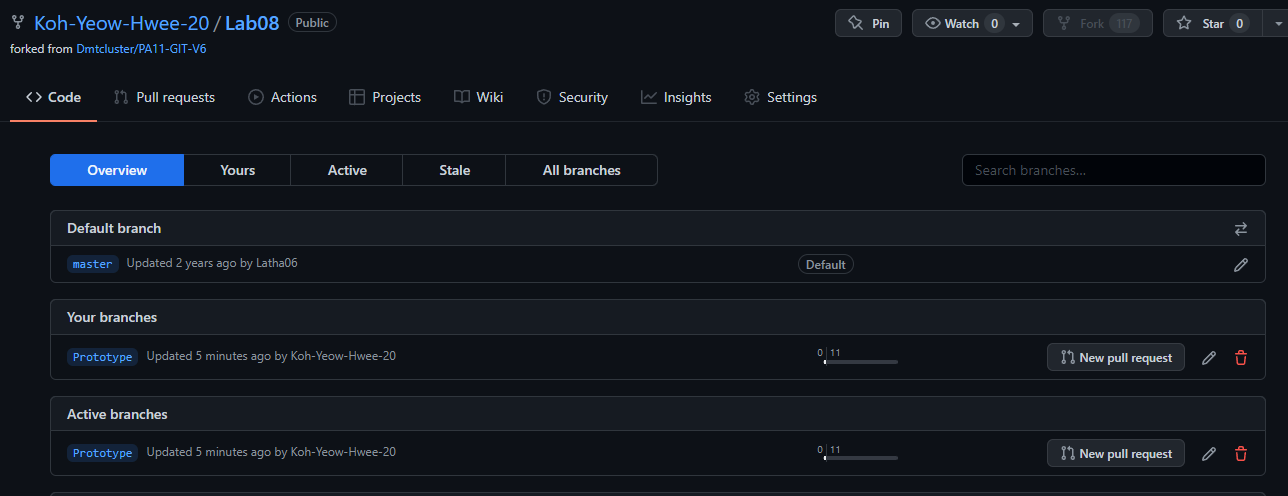 Koh-Yeow-Hwee-20 / Lab08 Public Pin Watch 0 Fork 117 Star 0
forked from Dmtcluster/PA11-GIT-V6
Code Pull requests Actions Projects Wiki Security Insights Settings
Overview Yours Active Stale All branches Search branches...
Default branch
master Updated 2 years ago by Latha06 Default
Your branches
Prototype Updated 5 minutes ago by Koh-Yeow-Hwee-20 0 11 New pull request
Active branches
Prototype Updated 5 minutes ago by Koh-Yeow-Hwee-20 0 11 New pull request